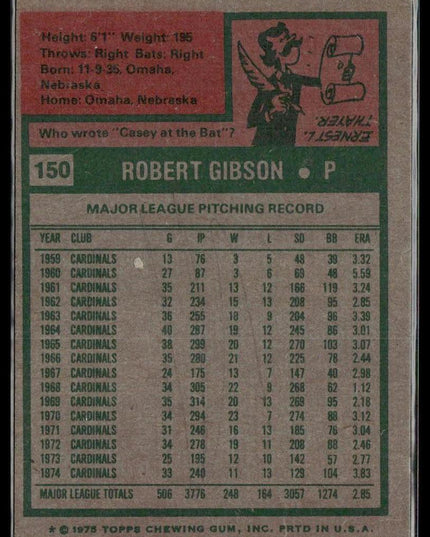 Height: 6'1" Weight: 195
Throws: Right Bats: Right
Born: 11-9-35, Omaha,
Nebraska
Home: Omaha, Nebraska
Who wrote "Casey at the Bat"?
ERNEST L.
THAYER.
150 ROBERT GIBSON • P
MAJOR LEAGUE PITCHING RECORD
YEAR CLUB G IP W L SO BB ERA
1959 CARDINALS 13 76 3 5 48 39 3.32
1960 CARDINALS 27 87 3 6 69 48 5.59
1961 CARDINALS 35 211 13 12 166 119 3.24
1962 CARDINALS 32 234 15 13 208 95 2.85
1963 CARDINALS 36 255 18 9 204 96 3.39
1964 CARDINALS 40 287 19 12 245 86 3.01
1965 CARDINALS 38 299 20 12 270 103 3.07
1966 CARDINALS 35 280 21 12 225 78 2.44
1967 CARDINALS 24 175 13 7 147 40 2.98
1968 CARDINALS 34 305 22 9 268 62 1.12
1969 CARDINALS 35 314 20 13 269 95 2.18
1970 CARDINALS 34 294 23 7 274 88 3.12
1971 CARDINALS 31 246 16 13 185 76 3.04
1972 CARDINALS 34 278 19 11 208 88 2.46
1973 CARDINALS 25 195 12 10 142 57 2.77
1974 CARDINALS 33 240 11 13 129 104 3.83
MAJOR LEAGUE TOTALS 506 3776 248 164 3057 1274 2.85
* © 1975 TOPPS CHEWING GUM, INC. PRTD IN U.S.A.